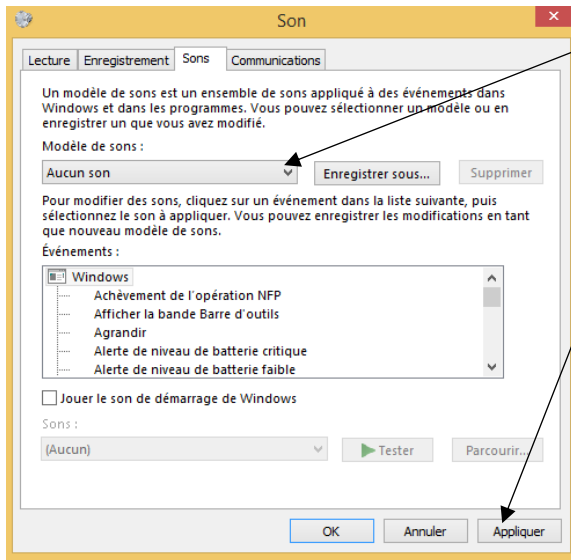 Son
Lecture Enregistrement Sons Communications
Un modèle de sons est un ensemble de sons appliqué à des événements dans
Windows et dans les programmes. Vous pouvez sélectionner un modèle ou en
enregistrer un que vous avez modifié.
Modèle de sons :
Aucun son Enregistrer sous... Supprimer
Pour modifier des sons, cliquez sur un événement dans la liste suivante, puis
sélectionnez le son à appliquer. Vous pouvez enregistrer les modifications en tant
que nouveau modèle de sons.
Événements :
Windows
Achèvement de l'opération NFP
Afficher la bande Barre d'outils
Agrandir
Alerte de niveau de batterie critique
Alerte de niveau de batterie faible
Jouer le son de démarrage de Windows
Sons :
(Aucun) Tester Parcourir...
OK Annuler Appliquer